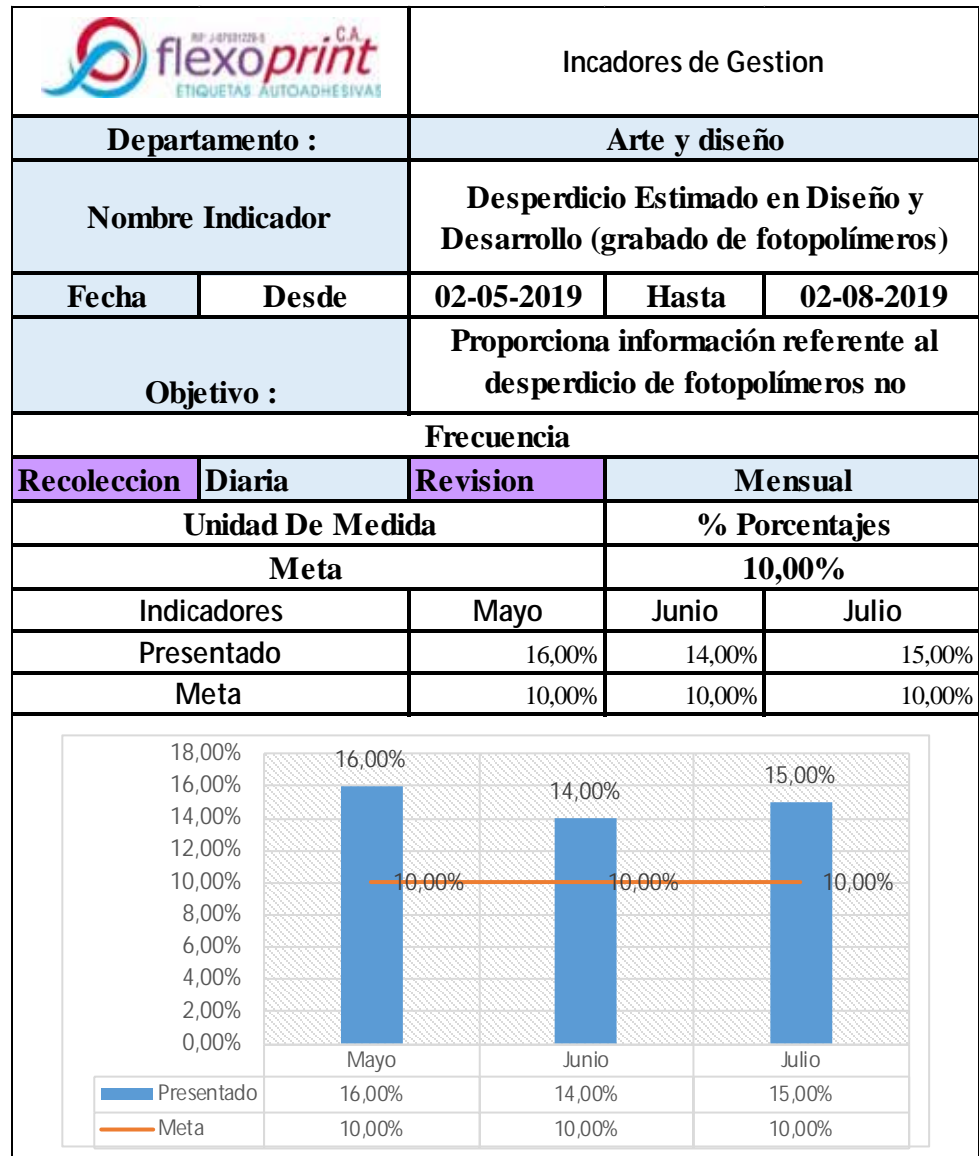 C.A.
flexoprint
ETIQUETAS AUTOADHESIVAS
Incadores de Gestion
Departamento : Arte y diseño
Nombre Indicador
Desperdicio Estimado en Diseño y
Desarrollo (grabado de fotopolímeros)
Fecha Desde 02-05-2019 Hasta 02-08-2019
Objetivo :
Proporciona información referente al
desperdicio de fotopolímeros no
Frecuencia
Recoleccion Diaria Revision Mensual
Unidad De Medida % Porcentajes
Meta 10,00%
Indicadores Mayo Junio Julio
Presentado 16,00% 14,00% 15,00%
Meta 10,00% 10,00% 10,00%
18,00%
16,00%
14,00%
12,00%
10,00%
8,00%
6,00%
4,00%
2,00%
0,00%
16,00% 14,00% 15,00%
10,00% 10,00% 10,00%
Mayo Junio Julio
Presentado 16,00% 14,00% 15,00%
Meta 10,00% 10,00% 10,00%